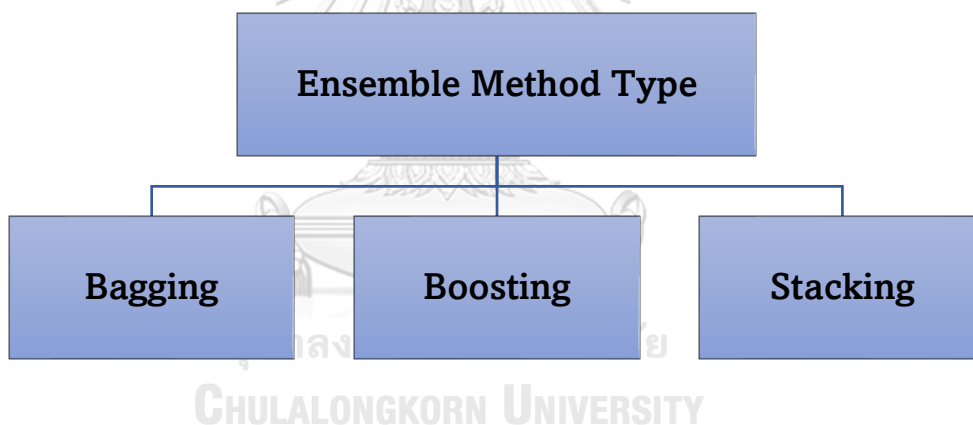 Ensemble Method Type
Bagging
Boosting
Stacking
CHULALONGKORN UNIVERSITY